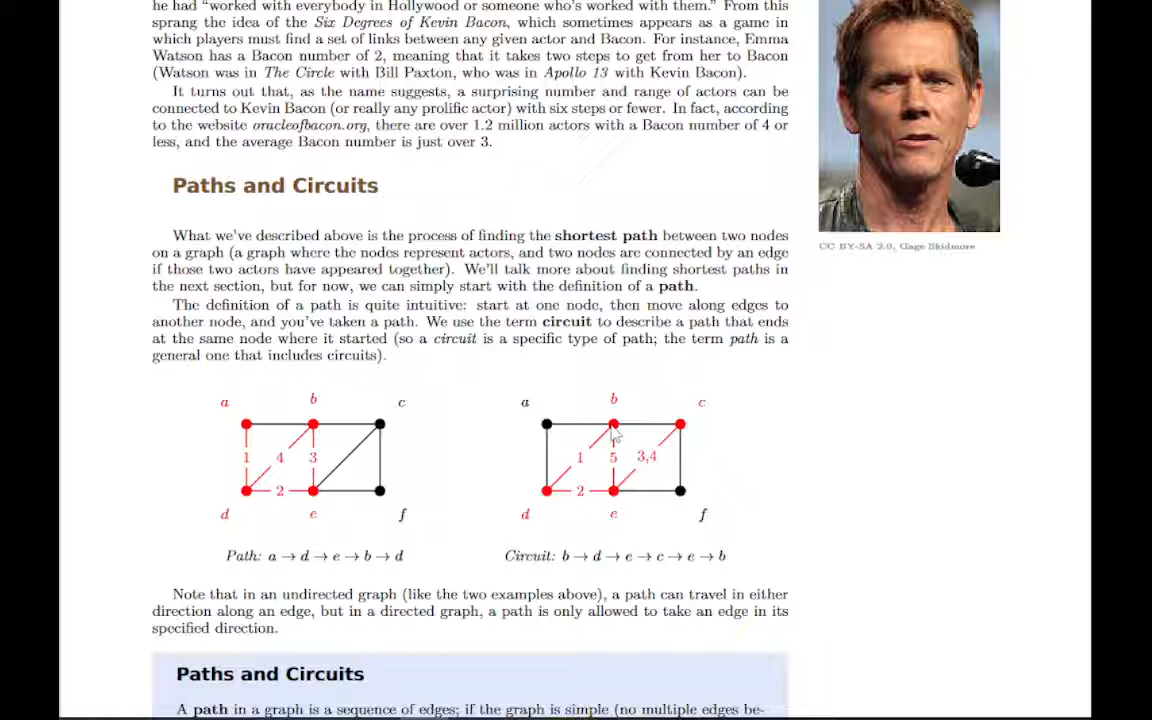 he had “worked with everybody in Hollywood or someone who's worked with them.” From this
sprang the idea of the Six Degrees of Kevin Bacon, which sometimes appears as a game in
which players must find a set of links between any given actor and Bacon. For instance, Emma
Watson has a Bacon number of 2, meaning that it takes two steps to get from her to Bacon
(Watson was in The Circle with Bill Paxton, who was in Apollo 13 with Kevin Bacon).
It turns out that, as the name suggests, a surprising number and range of actors can be
connected to Kevin Bacon (or really any prolific actor) with six steps or fewer. In fact, according
to the website oracleofbacon.org, there are over 1.2 million actors with a Bacon number of 4 or
less, and the average Bacon number is just over 3.
CC BY-SA 2.0, Gage Skidmore
Paths and Circuits
What we've described above is the process of finding the shortest path between two nodes
on a graph (a graph where the nodes represent actors, and two nodes are connected by an edge
if those two actors have appeared together). We'll talk more about finding shortest paths in
the next section, but for now, we can simply start with the definition of a path.
The definition of a path is quite intuitive: start at one node, then move along edges to
another node, and you've taken a path. We use the term circuit to describe a path that ends
at the same node where it started (so a circuit is a specific type of path; the term path is a
general one that includes circuits).
a b c
1 4 3
2
d e f
Path: a → d → e → b → d
a b c
1 5 3,4
2
d e f
Circuit: b → d → e → c → e → b
Note that in an undirected graph (like the two examples above), a path can travel in either
direction along an edge, but in a directed graph, a path is only allowed to take an edge in its
specified direction.
Paths and Circuits
A path in a graph is a sequence of edges; if the graph is simple (no multiple edges be-